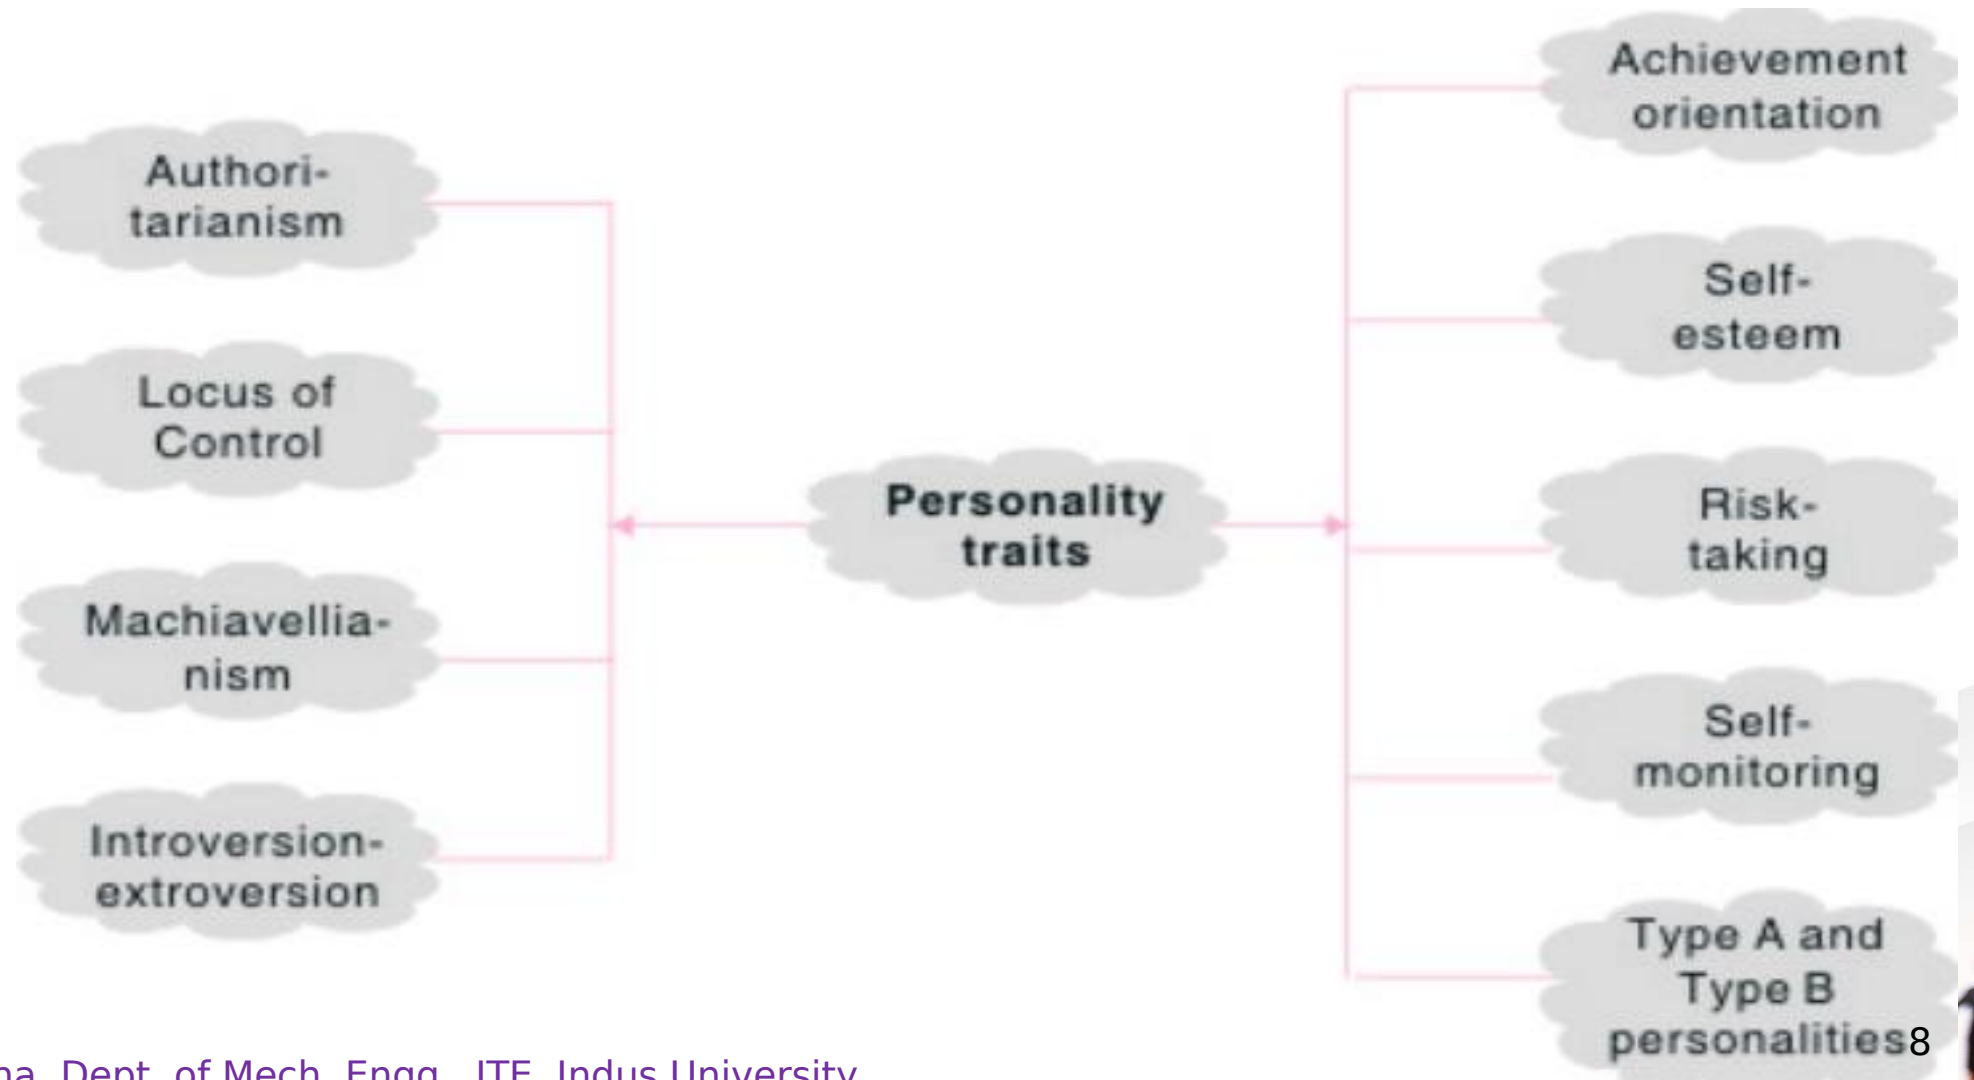 Authori-
tarianism
Locus of
Control
Machiavellia-
nism
Introversion-
extroversion
Personality
traits
Achievement
orientation
Self-
esteem
Risk-
taking
Self-
monitoring
Type A and
Type B
personalities
8
Dept. of Mech. Engg., ITE, Indus University